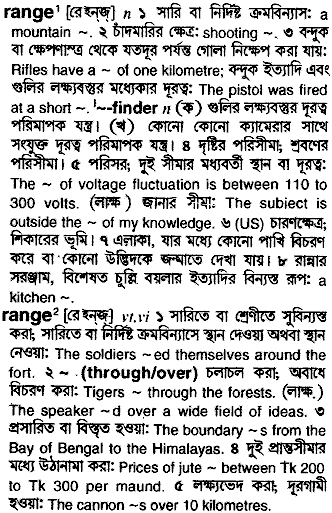 range¹ [রেইন্জ্] n ১ সারি বা নির্দিষ্ট ক্রমবিন্যাস: a
mountain ~. ২ চাঁদমারির ক্ষেত্র: shooting ~. ৩ বন্দুক
বা ক্ষেপণাস্ত্র থেকে যতদূর পর্যন্ত গোলা নিক্ষেপ করা যায়:
Rifles have a ~ of one kilometre; বন্দুক ইত্যাদি এবং
গুলির লক্ষ্যবস্তুর মধ্যেকার দূরত্ব: The pistol was fired
at a short ~. '~-finder n (ক) গুলির লক্ষ্যবস্তুর দূরত্ব
পরিমাপক যন্ত্র। (খ) কোনো কোনো ক্যামেরার সাথে
সংযুক্ত দূরত্ব পরিমাপক যন্ত্র। ৪ দৃষ্টির পরিসীমা; শ্রবণের
পরিসীমা। ৫ পরিসর; দুই সীমার মধ্যবর্তী স্থান বা দূরত্ব:
The ~ of voltage fluctuation is between 110 to
300 volts. (লাক্ষ) জানার সীমা: The subject is
outside the ~ of my knowledge. ৬ (US) চারণক্ষেত্র;
শিকারের ভূমি। ৭ এলাকা, যার মধ্যে কোনো পাখি বিচরণ
করে বা কোনো উদ্ভিদকে জন্মাতে দেখা যায়। ৮ রান্নার
সরঞ্জাম, বিশেষত চুল্লি বয়লার ইত্যাদির বিন্যস্ত রূপ: a
kitchen ~.
range² [রেইন্জ্] vt,vi ১ সারিতে বা শ্রেণীতে সুবিন্যস্ত
করা; সারিতে বা নির্দিষ্ট ক্রমবিন্যাসে স্থান দেওয়া অথবা স্থান
নেওয়া: The soldiers ~ed themselves around the
fort. ২ ~ (through/over) চলাচল করা; অবাধে
বিচরণ করা: Tigers ~ through the forests. (লাক্ষ.)
The speaker ~d over a wide field of ideas. ৩
প্রসারিত বা বিস্তৃত হওয়া: The boundary ~s from the
Bay of Bengal to the Himalayas. ৪ দুই প্রান্তসীমার
মধ্যে উঠানামা করা: Prices of jute ~ between Tk 200
to Tk 300 per maund. ৫ লক্ষ্যভেদ করা; দূরগামী
হওয়া: The cannon ~s over 10 kilometres.